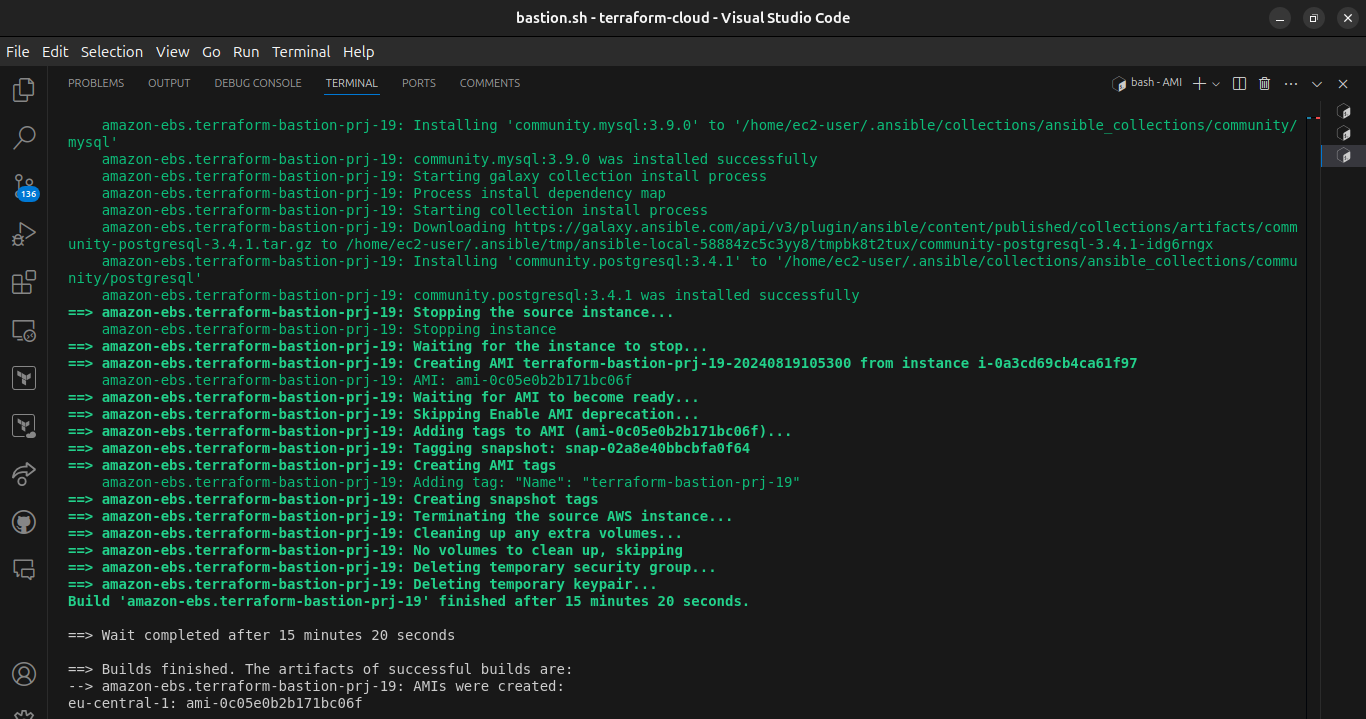 bastion.sh - terraform-cloud - Visual Studio Code
File Edit Selection View Go Run Terminal Help
PROBLEMS OUTPUT DEBUG CONSOLE TERMINAL PORTS COMMENTS
bash - AMI
136
amazon-ebs.terraform-bastion-prj-19: Installing 'community.mysql:3.9.0' to '/home/ec2-user/.ansible/collections/ansible_collections/community/
mysql'
amazon-ebs.terraform-bastion-prj-19: community.mysql:3.9.0 was installed successfully
amazon-ebs.terraform-bastion-prj-19: Starting galaxy collection install process
amazon-ebs.terraform-bastion-prj-19: Process install dependency map
amazon-ebs.terraform-bastion-prj-19: Starting collection install process
amazon-ebs.terraform-bastion-prj-19: Downloading https://galaxy.ansible.com/api/v3/plugin/ansible/content/published/collections/artifacts/comm
unity-postgresql-3.4.1.tar.gz to /home/ec2-user/.ansible/tmp/ansible-local-58884zc5c3yy8/tmpbk8t2tux/community-postgresql-3.4.1-idg6rngx
amazon-ebs.terraform-bastion-prj-19: Installing 'community.postgresql:3.4.1' to '/home/ec2-user/.ansible/collections/ansible_collections/commu
nity/postgresql'
amazon-ebs.terraform-bastion-prj-19: community.postgresql:3.4.1 was installed successfully
==> amazon-ebs.terraform-bastion-prj-19: Stopping the source instance...
amazon-ebs.terraform-bastion-prj-19: Stopping instance
==> amazon-ebs.terraform-bastion-prj-19: Waiting for the instance to stop...
==> amazon-ebs.terraform-bastion-prj-19: Creating AMI terraform-bastion-prj-19-20240819105300 from instance i-0a3cd69cb4ca61f97
amazon-ebs.terraform-bastion-prj-19: AMI: ami-0c05e0b2b171bc06f
==> amazon-ebs.terraform-bastion-prj-19: Waiting for AMI to become ready...
==> amazon-ebs.terraform-bastion-prj-19: Skipping Enable AMI deprecation...
==> amazon-ebs.terraform-bastion-prj-19: Adding tags to AMI (ami-0c05e0b2b171bc06f)...
==> amazon-ebs.terraform-bastion-prj-19: Tagging snapshot: snap-02a8e40bbcbfa0f64
==> amazon-ebs.terraform-bastion-prj-19: Creating AMI tags
amazon-ebs.terraform-bastion-prj-19: Adding tag: "Name": "terraform-bastion-prj-19"
==> amazon-ebs.terraform-bastion-prj-19: Creating snapshot tags
==> amazon-ebs.terraform-bastion-prj-19: Terminating the source AWS instance...
==> amazon-ebs.terraform-bastion-prj-19: Cleaning up any extra volumes...
==> amazon-ebs.terraform-bastion-prj-19: No volumes to clean up, skipping
==> amazon-ebs.terraform-bastion-prj-19: Deleting temporary security group...
==> amazon-ebs.terraform-bastion-prj-19: Deleting temporary keypair...
Build 'amazon-ebs.terraform-bastion-prj-19' finished after 15 minutes 20 seconds.
==> Wait completed after 15 minutes 20 seconds
==> Builds finished. The artifacts of successful builds are:
--> amazon-ebs.terraform-bastion-prj-19: AMIs were created:
eu-central-1: ami-0c05e0b2b171bc06f